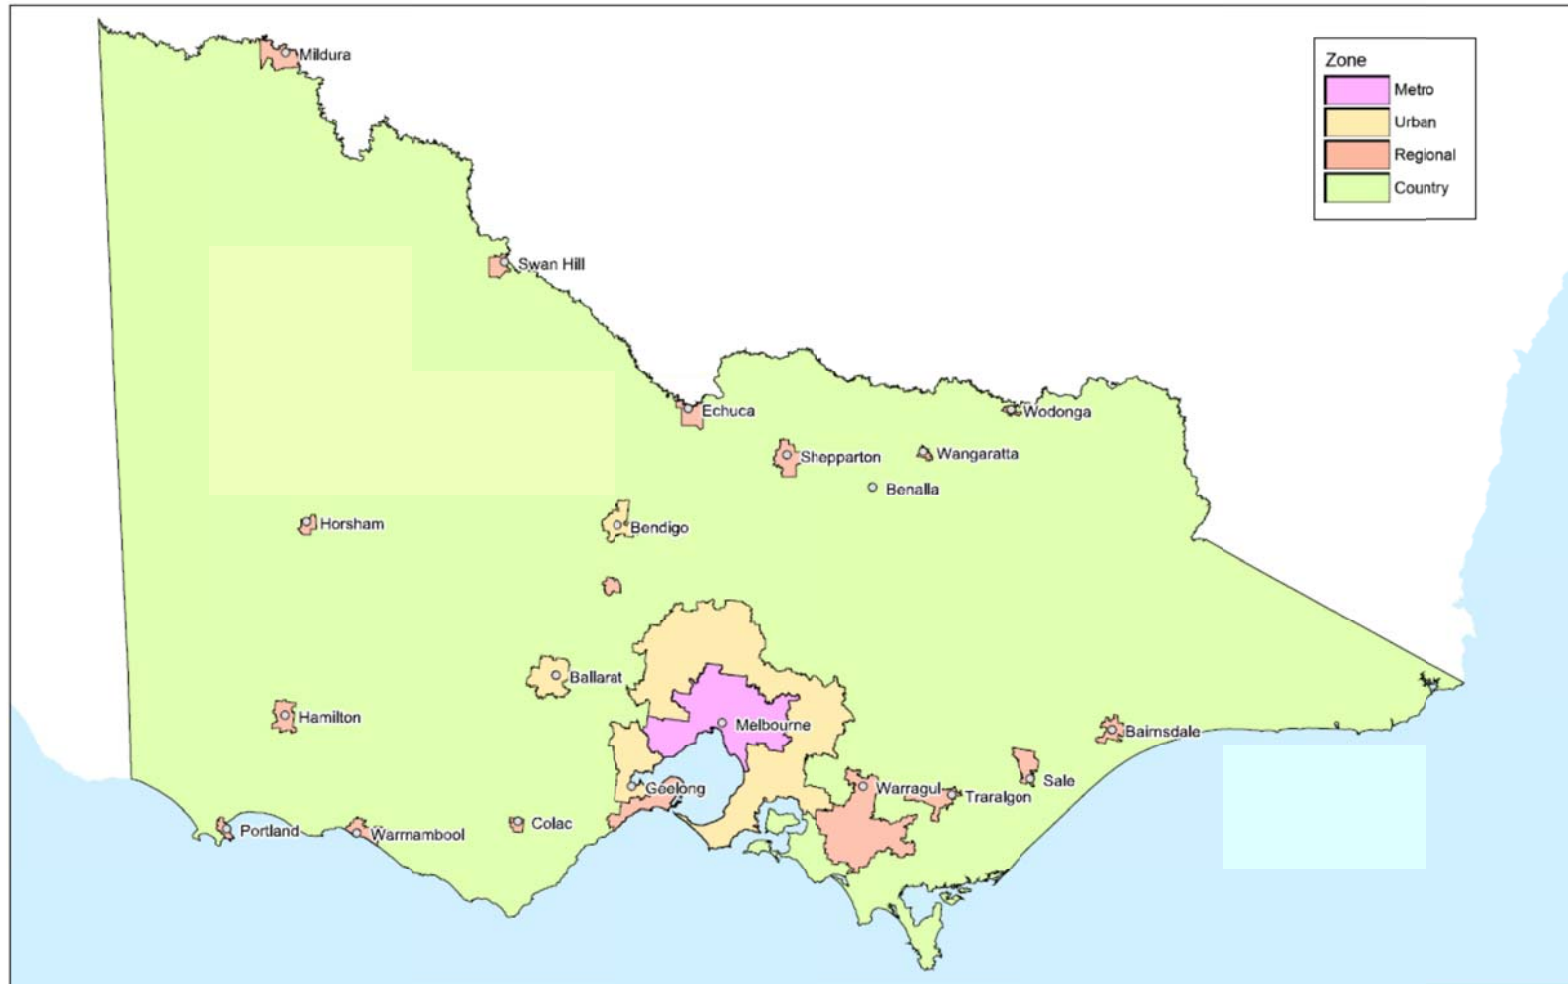 Mildura
Zone
Metro
Urban
Regional
Country
Swan Hill
Echuca
Wodonga
Shepparton
Wangaratta
Benalla
Horsham
Bendigo
Ballarat
Hamilton
Melbourne
Bairnsdale
Geelong
Warragul
Sale
Traralgon
Portland
Warrnambool
Colac